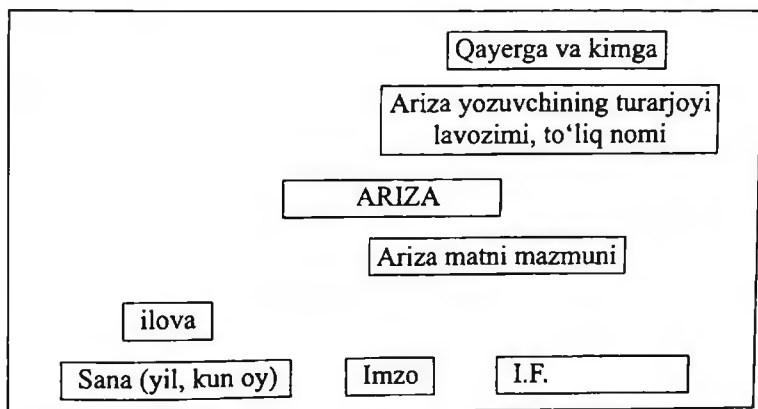 Qayerga va kimga
Ariza yozuvchining turarjoyi
lavozimi, to‘liq nomi
ARIZA
Ariza matni mazmuni
ilova
Sana (yil, kun oy) Imzo I.F.